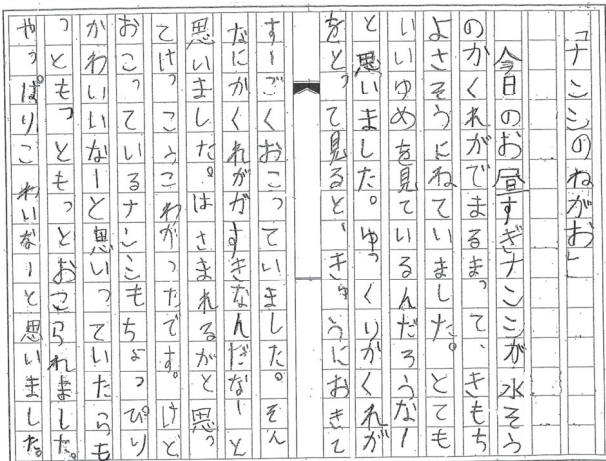 「ナンシのねがお」
今日のお昼すぎナンシが水そう
のかくれがでまるまって、きもち
よさそうにねていました。とても
いいゆめを見ているんだろうなー
と思いました。ゆっくりかくれが
をとって見ると、きゅうにおきて
すーごくおこっていました。そん
なにかくれががすきなんだなーと
思いました。はさまれるかと思っ
てけっこうこわかったです。けど
おこっているナンシもちょっぴり
かわいいなーと思いっていたらも
っともっともっとおこられました。
やっぱりこわいなーと思いました。